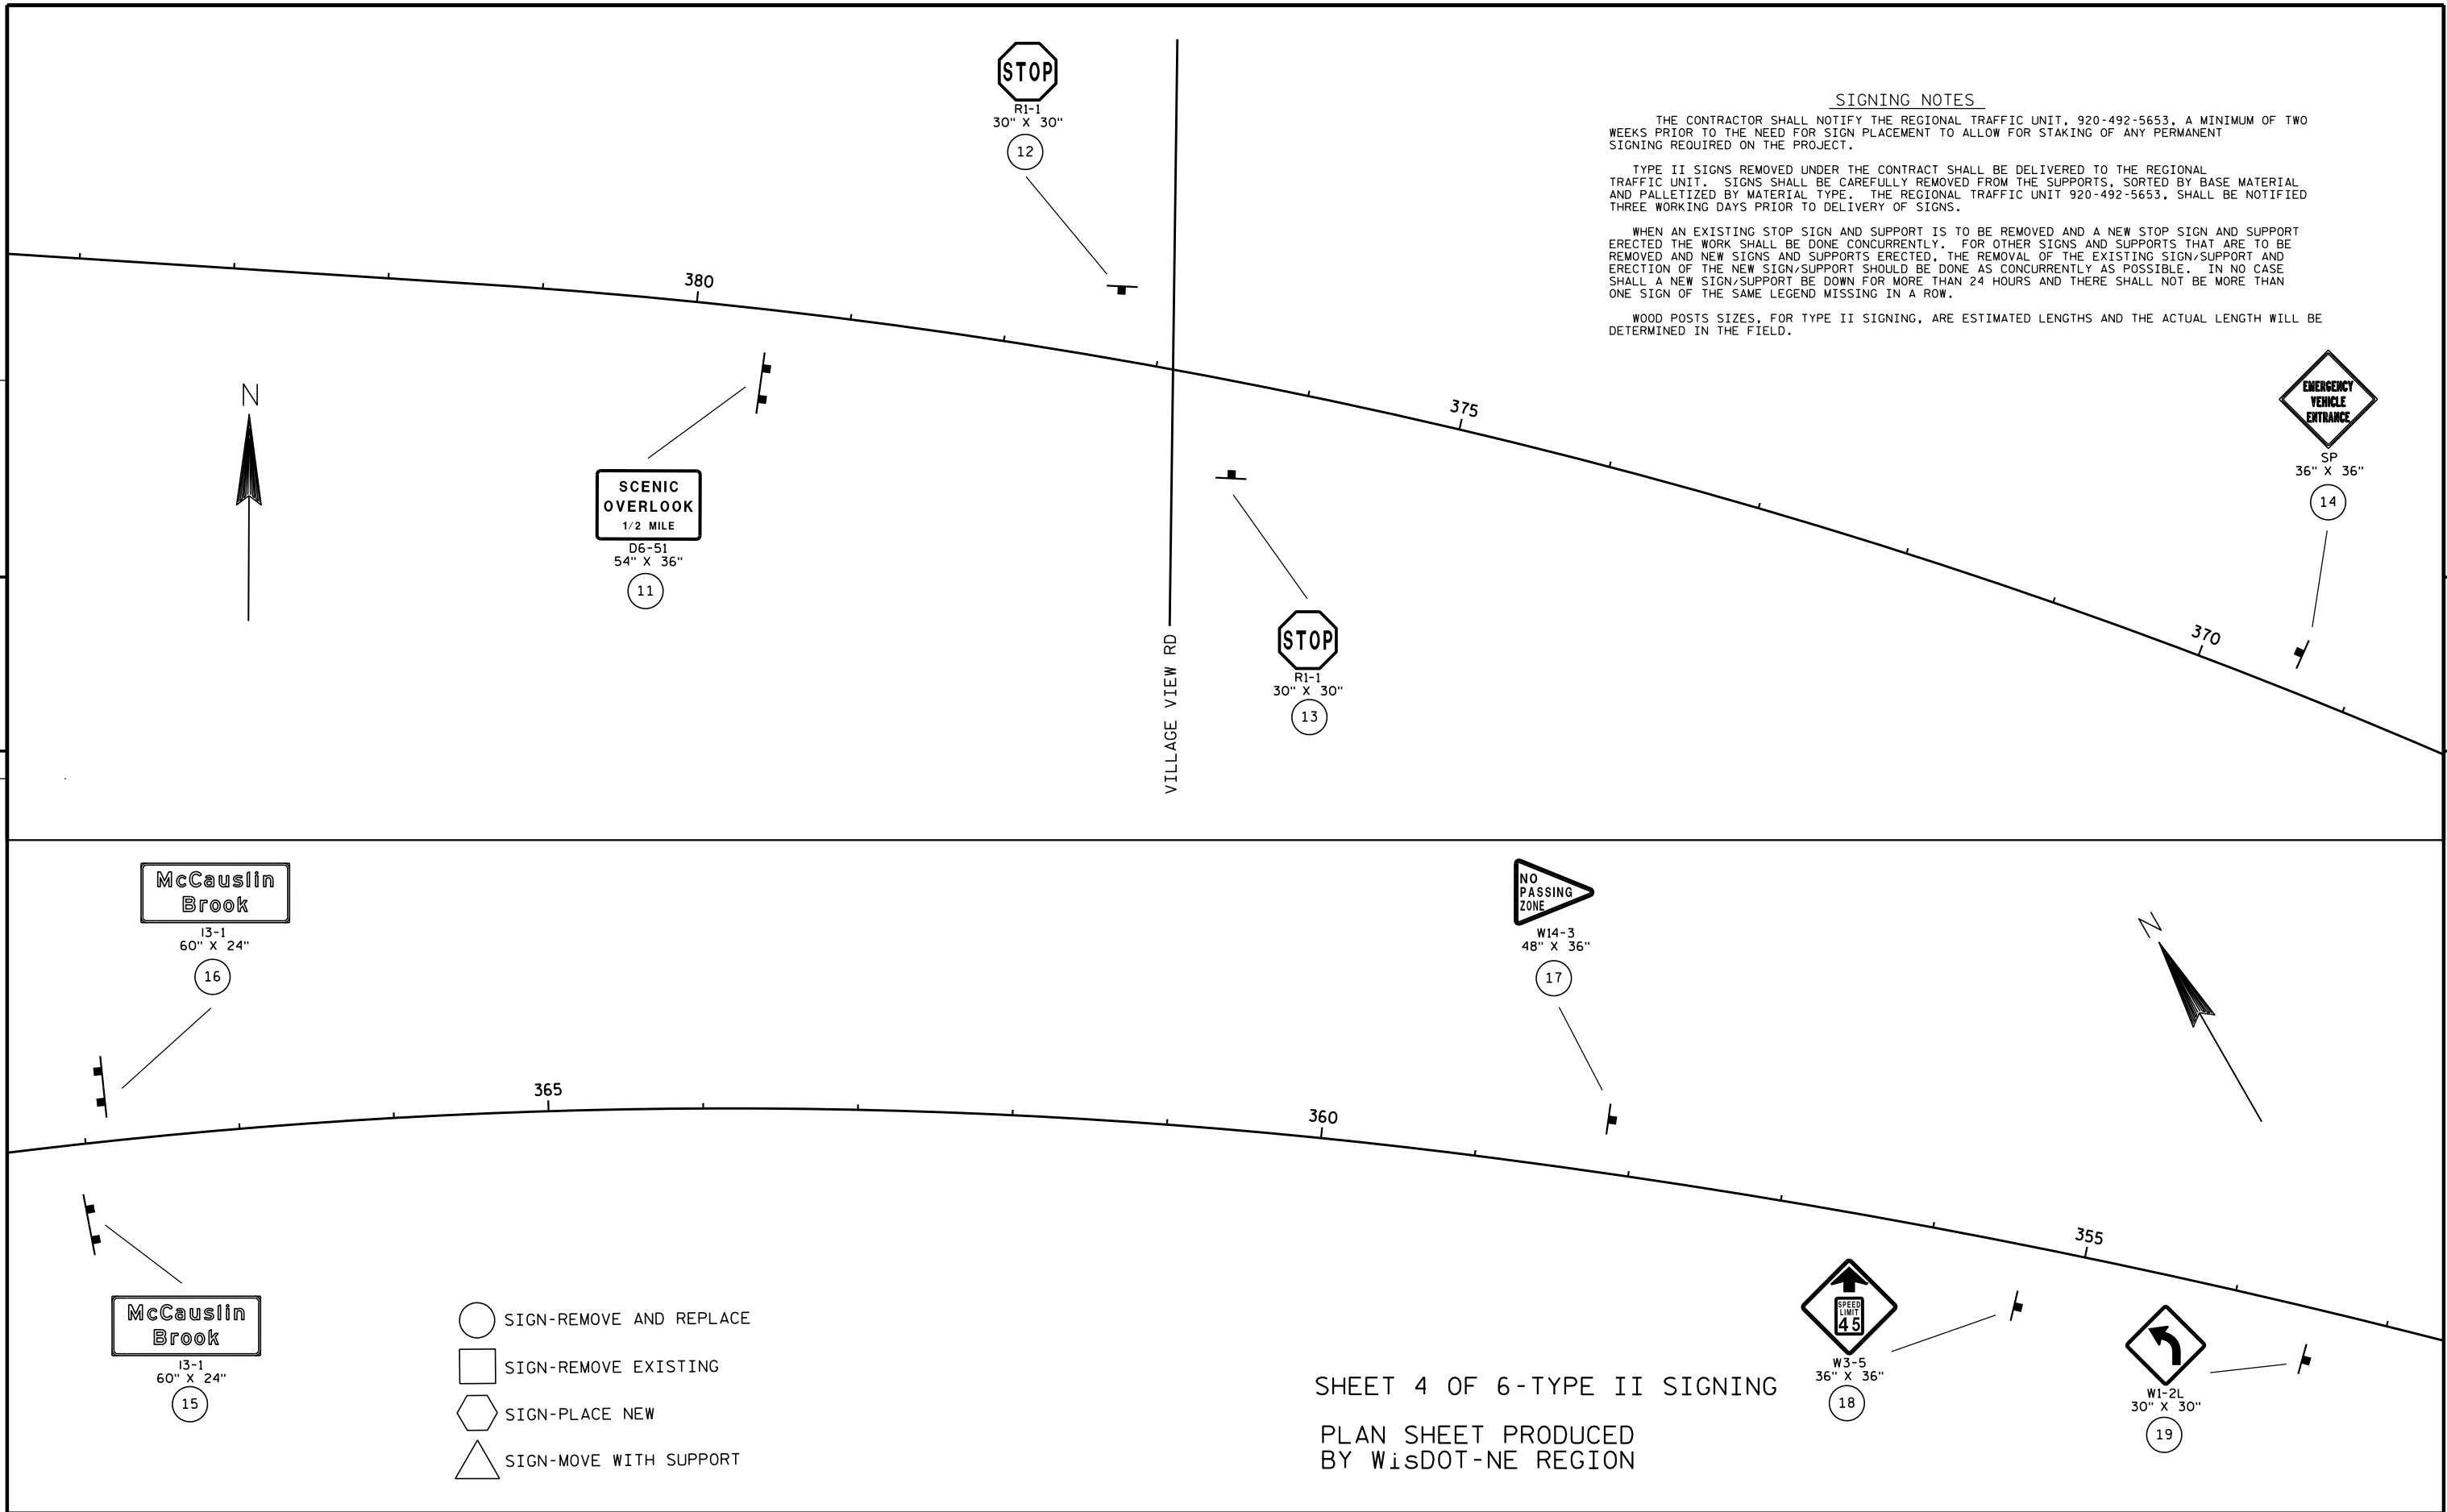 STOP
R1-1
30" X 30"
12
SIGNING NOTES
THE CONTRACTOR SHALL NOTIFY THE REGIONAL TRAFFIC UNIT, 920-492-5653, A MINIMUM OF TWO
WEEKS PRIOR TO THE NEED FOR SIGN PLACEMENT TO ALLOW FOR STAKING OF ANY PERMANENT
SIGNING REQUIRED ON THE PROJECT.
TYPE II SIGNS REMOVED UNDER THE CONTRACT SHALL BE DELIVERED TO THE REGIONAL
TRAFFIC UNIT. SIGNS SHALL BE CAREFULLY REMOVED FROM THE SUPPORTS, SORTED BY BASE MATERIAL
AND PALLETIZED BY MATERIAL TYPE. THE REGIONAL TRAFFIC UNIT 920-492-5653, SHALL BE NOTIFIED
THREE WORKING DAYS PRIOR TO DELIVERY OF SIGNS.
WHEN AN EXISTING STOP SIGN AND SUPPORT IS TO BE REMOVED AND A NEW STOP SIGN AND SUPPORT
ERECTED THE WORK SHALL BE DONE CONCURRENTLY. FOR OTHER SIGNS AND SUPPORTS THAT ARE TO BE
REMOVED AND NEW SIGNS AND SUPPORTS ERECTED, THE REMOVAL OF THE EXISTING SIGN/SUPPORT AND
ERECTION OF THE NEW SIGN/SUPPORT SHOULD BE DONE AS CONCURRENTLY AS POSSIBLE. IN NO CASE
SHALL A NEW SIGN/SUPPORT BE DOWN FOR MORE THAN 24 HOURS AND THERE SHALL NOT BE MORE THAN
ONE SIGN OF THE SAME LEGEND MISSING IN A ROW.
WOOD POSTS SIZES, FOR TYPE II SIGNING, ARE ESTIMATED LENGTHS AND THE ACTUAL LENGTH WILL BE
DETERMINED IN THE FIELD.
380
N
375
EMERGENCY
VEHICLE
ENTRANCE
SP
36" X 36"
14
SCENIC
OVERLOOK
1/2 MILE
D6-51
54" X 36"
11
STOP
R1-1
30" X 30"
13
370
VILLAGE VIEW RD
McCauslin
Brook
I3-1
60" X 24"
16
NO
PASSING
ZONE
W14-3
48" X 36"
17
N
365
360
355
McCauslin
Brook
I3-1
60" X 24"
15
SIGN-REMOVE AND REPLACE
SIGN-REMOVE EXISTING
SIGN-PLACE NEW
SIGN-MOVE WITH SUPPORT
SHEET 4 OF 6-TYPE II SIGNING
PLAN SHEET PRODUCED
BY WisDOT-NE REGION
SPEED
LIMIT
45
W3-5
36" X 36"
18
W1-2L
30" X 30"
19